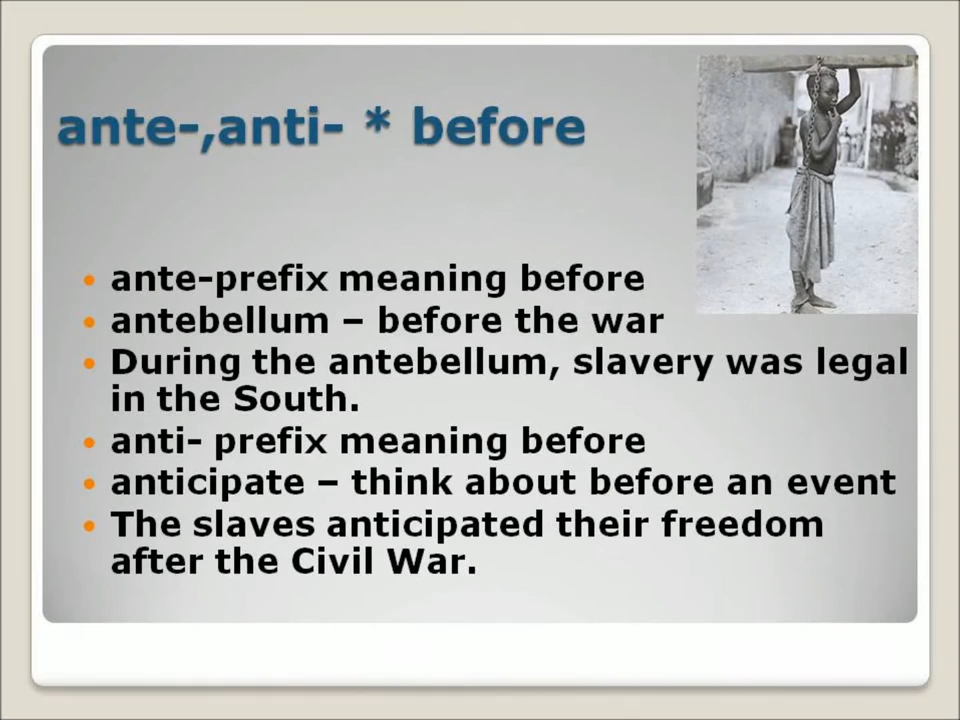 ante-,anti- * before
ante-prefix meaning before
antebellum – before the war
During the antebellum, slavery was legal
in the South.
anti- prefix meaning before
anticipate – think about before an event
The slaves anticipated their freedom
after the Civil War.